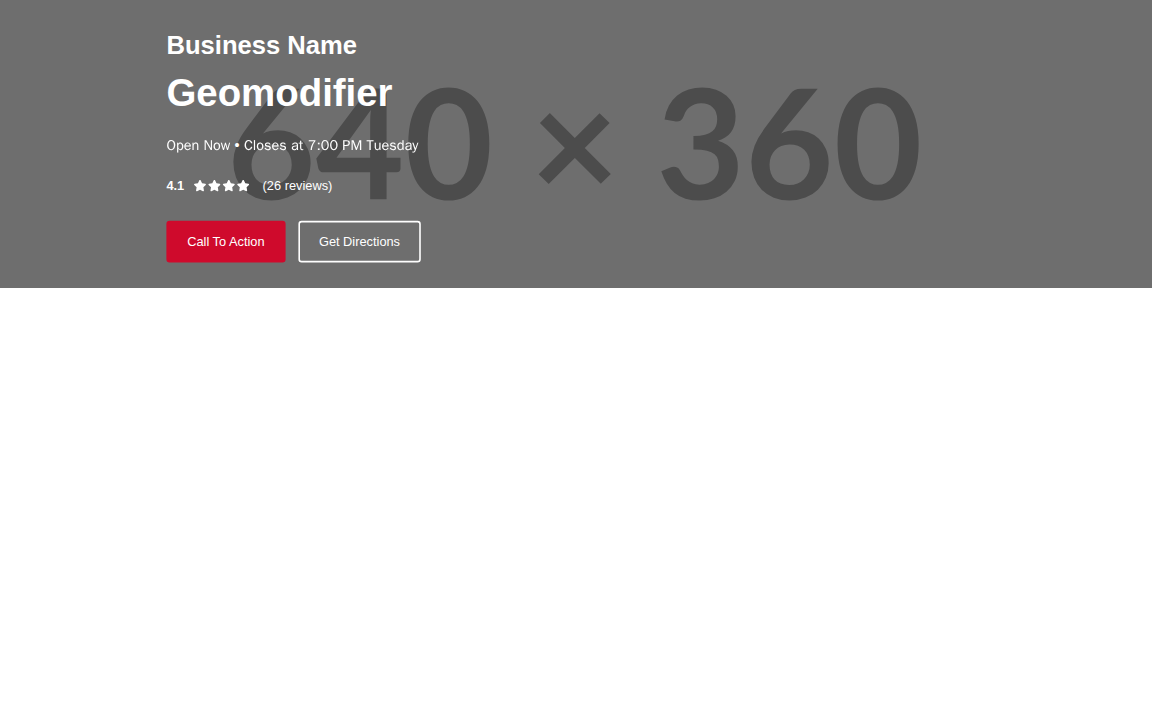 Business Name
Geomodifier
640 × 360
Open Now • Closes at 7:00 PM Tuesday
4.1 (26 reviews)
Call To Action
Get Directions